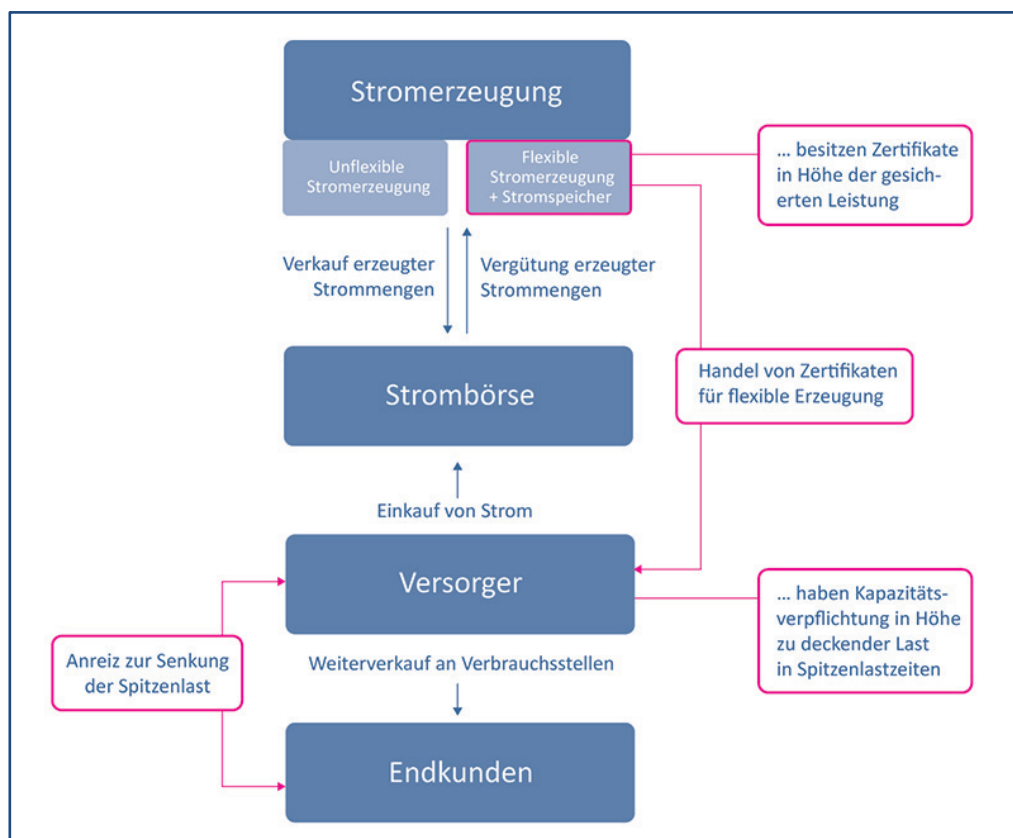 Stromerzeugung
Unflexible
Stromerzeugung
Flexible
Stromerzeugung
+ Stromspeicher
... besitzen Zertifikate
in Höhe der gesich-
erten Leistung
Verkauf erzeugter
Strommengen
Vergütung erzeugter
Strommengen
Strombörse
Handel von Zertifikaten
für flexible Erzeugung
Einkauf von Strom
Versorger
... haben Kapazitäts-
verpflichtung in Höhe
zu deckender Last
in Spitzenlastzeiten
Anreiz zur Senkung
der Spitzenlast
Weiterverkauf an Verbrauchsstellen
Endkunden